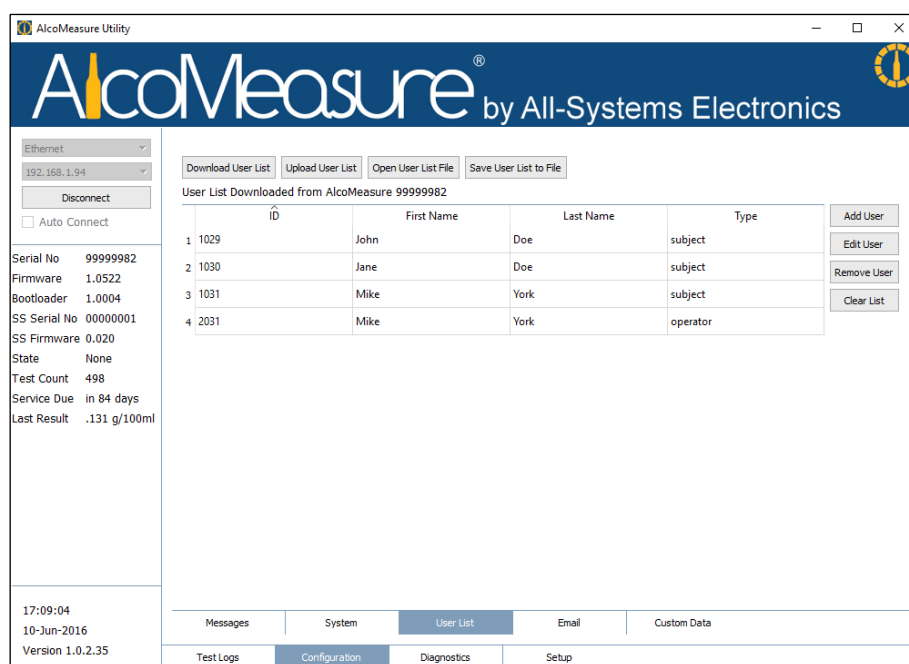 AlcoMeasure Utility
AlcoMeasure® by All-Systems Electronics
Ethernet
192.168.1.94
Disconnect
Auto Connect
Serial No 99999982
Firmware 1.0522
Bootloader 1.0004
SS Serial No 00000001
SS Firmware 0.020
State None
Test Count 498
Service Due in 84 days
Last Result .131 g/100ml
17:09:04
10-Jun-2016
Version 1.0.2.35
Download User List Upload User List Open User List File Save User List to File
User List Downloaded from AlcoMeasure 99999982
ID First Name Last Name Type
1 1029 John Doe subject
2 1030 Jane Doe subject
3 1031 Mike York subject
4 2031 Mike York operator
Add User
Edit User
Remove User
Clear List
Messages System User List Email Custom Data
Test Logs Configuration Diagnostics Setup